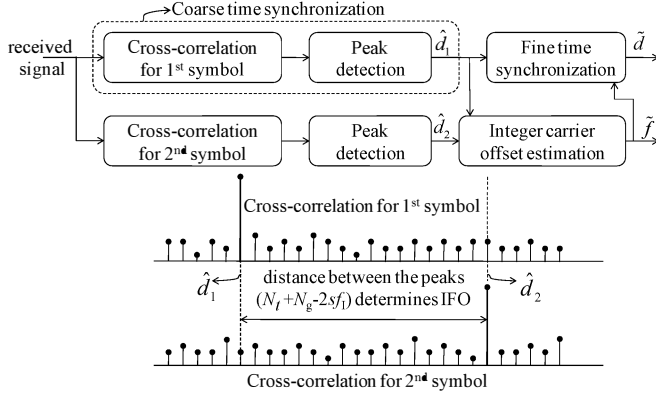 Coarse time synchronization
received
signal
Cross-correlation
for 1st symbol
Peak
detection
d̂₁
Fine time
synchronization
d̃
Cross-correlation
for 2nd symbol
Peak
detection
d̂₂
Integer carrier
offset estimation
f̃
Cross-correlation for 1st symbol
d̂₁
distance between the peaks
(Nt+Ng-2sfI) determines IFO
d̂₂
Cross-correlation for 2nd symbol